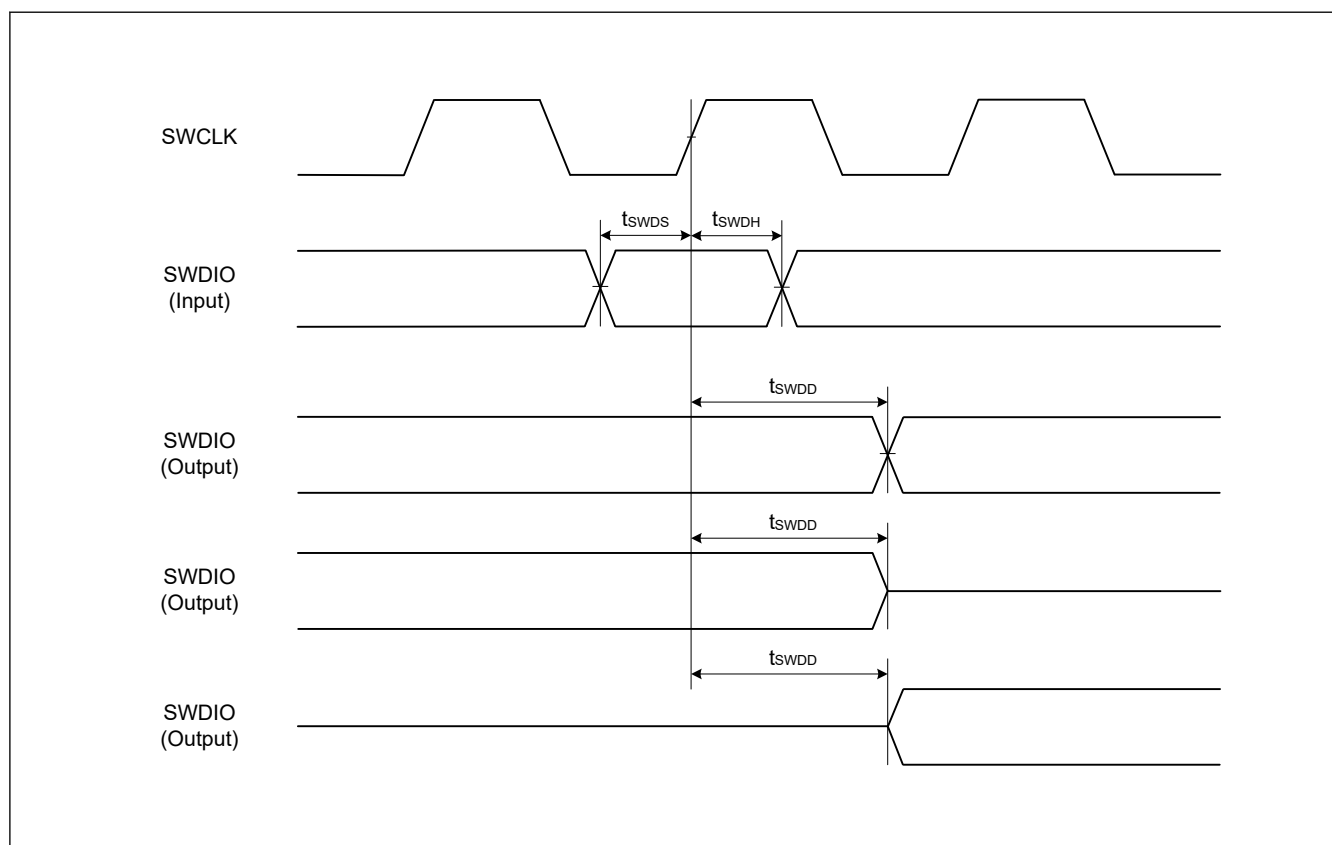 SWCLK
tSWDS
tSWDH
SWDIO
(Input)
tSWDD
SWDIO
(Output)
tSWDD
SWDIO
(Output)
tSWDD
SWDIO
(Output)